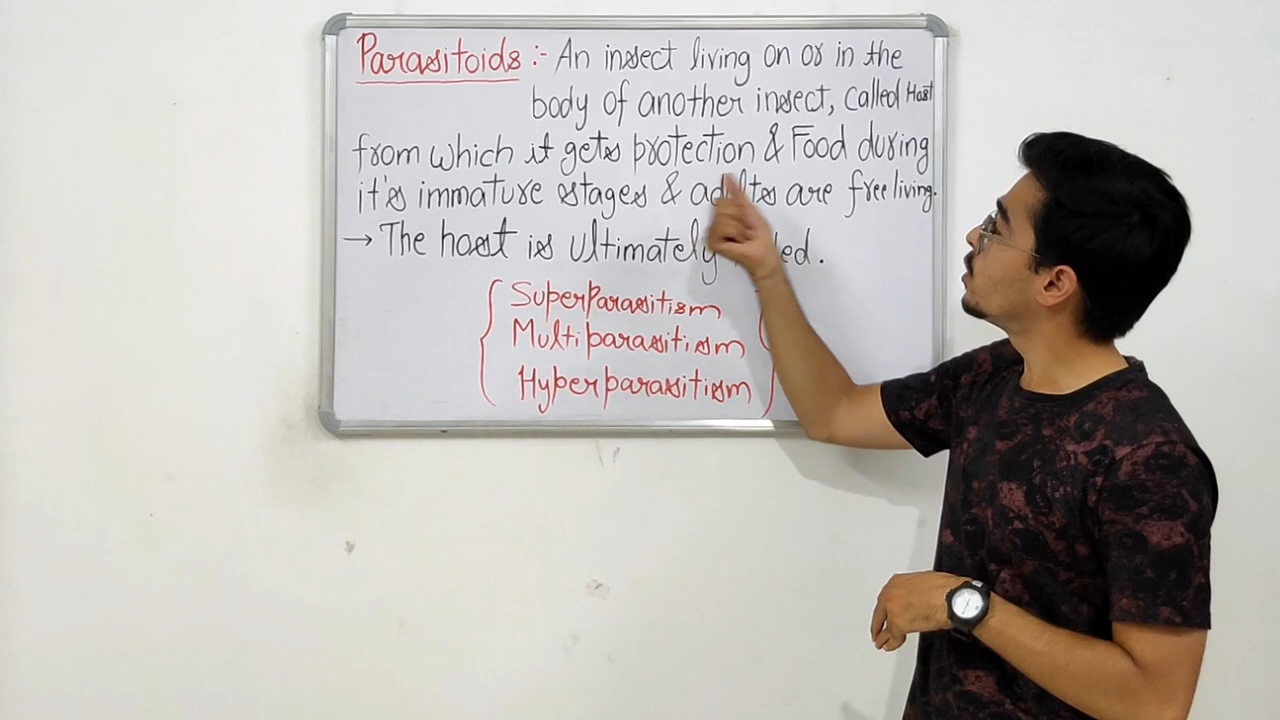 Parasitoids :- An insect living on or in the
body of another insect, called Host
from which it gets protection & Food during
it's immature stages & adults are free living.
→ The host is ultimately
SuperParasitism
Multiparasitism
Hyperparasitism